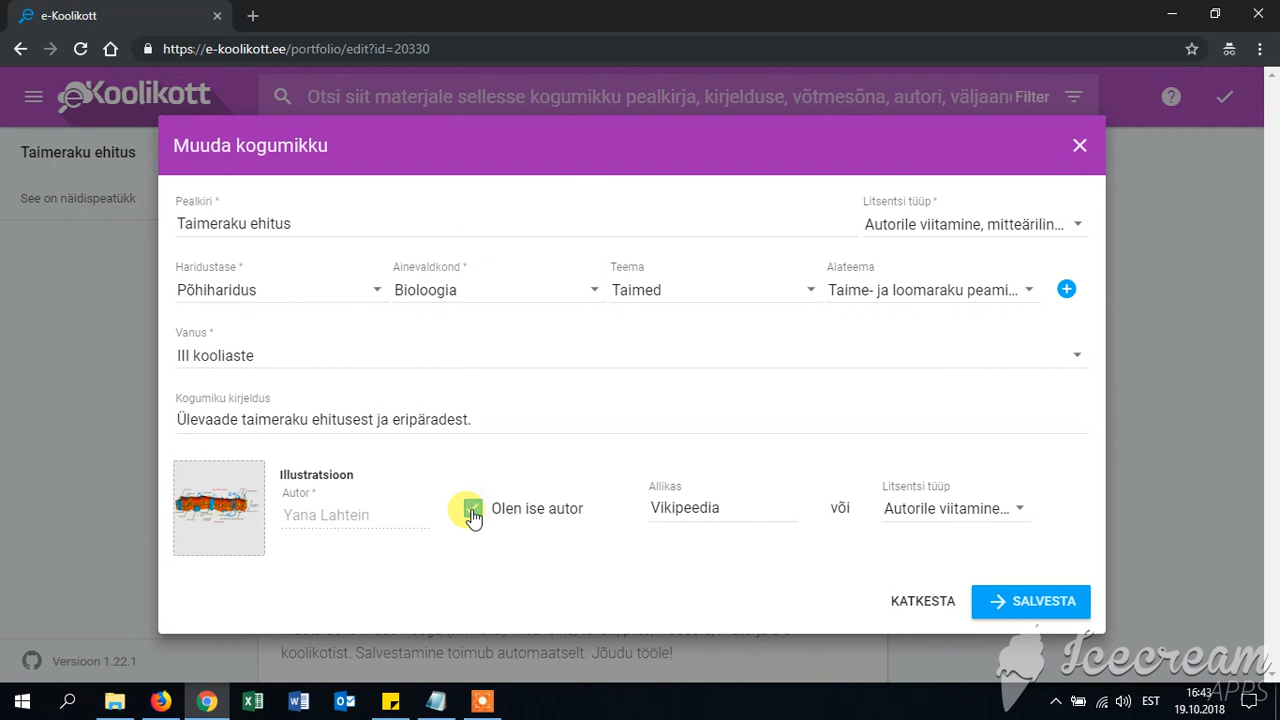 e-Koolikott
https://e-koolikott.ee/portfolio/edit?id=20330
eKoolikott
Otsi siit materjale sellesse kogumikku pealkirja, kirjelduse, võtmesõna, autori, väljaan
Filter
Taimeraku ehitus
See on näidispeatükk
Muuda kogumikku
Pealkiri *
Litsentsi tüüp *
Taimeraku ehitus
Autorile viitamine, mitteärilin...
Haridustase *
Ainevaldkond *
Teema
Alateema
Põhiharidus
Bioloogia
Taimed
Taime- ja loomaraku peami...
Vanus *
III kooliaste
Kogumiku kirjeldus
Ülevaade taimeraku ehitusest ja eripäradest.
Illustratsioon
Autor *
Allikas
Litsentsi tüüp
Yana Lahtein
Olen ise autor
Vikipeedia
või
Autorile viitamine...
KATKESTA
SALVESTA
koolikotist. Salvestamine toimub automaatselt. Jõudu tööle!
Versioon 1.22.1
Icecream
APPS
EST
16:43
19.10.2018